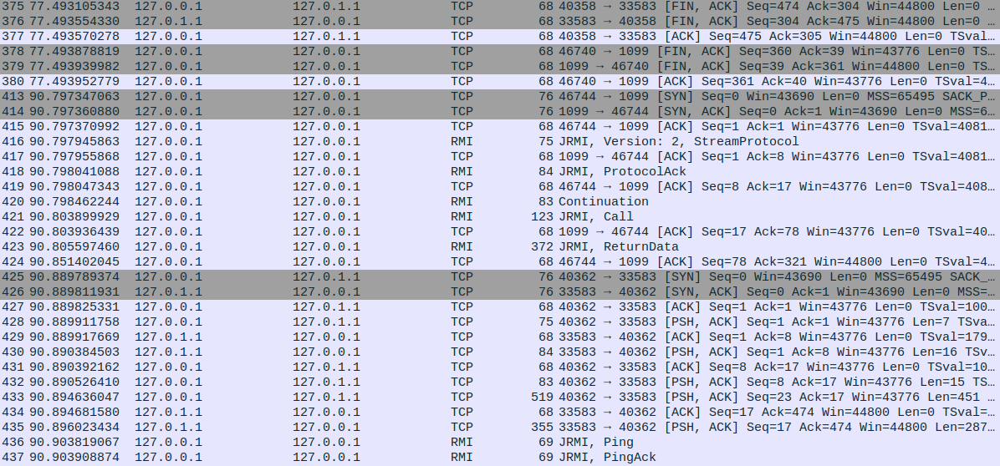 375 77.493105343 127.0.0.1 127.0.1.1 TCP 68 40358 → 33583 [FIN, ACK] Seq=474 Ack=304 Win=44800 Len=0 …
376 77.493554330 127.0.1.1 127.0.0.1 TCP 68 33583 → 40358 [FIN, ACK] Seq=304 Ack=475 Win=44800 Len=0 …
377 77.493570278 127.0.0.1 127.0.1.1 TCP 68 40358 → 33583 [ACK] Seq=475 Ack=305 Win=44800 Len=0 TSval…
378 77.493878819 127.0.0.1 127.0.0.1 TCP 68 46740 → 1099 [FIN, ACK] Seq=360 Ack=39 Win=43776 Len=0 TS…
379 77.493939982 127.0.0.1 127.0.0.1 TCP 68 1099 → 46740 [FIN, ACK] Seq=39 Ack=361 Win=44800 Len=0 TS…
380 77.493952779 127.0.0.1 127.0.0.1 TCP 68 46740 → 1099 [ACK] Seq=361 Ack=40 Win=43776 Len=0 TSval=4…
413 90.797347063 127.0.0.1 127.0.0.1 TCP 76 46744 → 1099 [SYN] Seq=0 Win=43690 Len=0 MSS=65495 SACK_P…
414 90.797360880 127.0.0.1 127.0.0.1 TCP 76 1099 → 46744 [SYN, ACK] Seq=0 Ack=1 Win=43690 Len=0 MSS=6…
415 90.797370992 127.0.0.1 127.0.0.1 TCP 68 46744 → 1099 [ACK] Seq=1 Ack=1 Win=43776 Len=0 TSval=4081…
416 90.797945863 127.0.0.1 127.0.0.1 RMI 75 JRMI, Version: 2, StreamProtocol
417 90.797955868 127.0.0.1 127.0.0.1 TCP 68 1099 → 46744 [ACK] Seq=1 Ack=8 Win=43776 Len=0 TSval=4081…
418 90.798041088 127.0.0.1 127.0.0.1 RMI 84 JRMI, ProtocolAck
419 90.798047343 127.0.0.1 127.0.0.1 TCP 68 46744 → 1099 [ACK] Seq=8 Ack=17 Win=43776 Len=0 TSval=408…
420 90.798462244 127.0.0.1 127.0.0.1 RMI 83 Continuation
421 90.803899929 127.0.0.1 127.0.0.1 RMI 123 JRMI, Call
422 90.803936439 127.0.0.1 127.0.0.1 TCP 68 1099 → 46744 [ACK] Seq=17 Ack=78 Win=43776 Len=0 TSval=40…
423 90.805597460 127.0.0.1 127.0.0.1 RMI 372 JRMI, ReturnData
424 90.851402045 127.0.0.1 127.0.0.1 TCP 68 46744 → 1099 [ACK] Seq=78 Ack=321 Win=44800 Len=0 TSval=4…
425 90.889789374 127.0.0.1 127.0.1.1 TCP 76 40362 → 33583 [SYN] Seq=0 Win=43690 Len=0 MSS=65495 SACK_…
426 90.889811931 127.0.1.1 127.0.0.1 TCP 76 33583 → 40362 [SYN, ACK] Seq=0 Ack=1 Win=43690 Len=0 MSS=…
427 90.889825331 127.0.0.1 127.0.1.1 TCP 68 40362 → 33583 [ACK] Seq=1 Ack=1 Win=43776 Len=0 TSval=100…
428 90.889911758 127.0.0.1 127.0.1.1 TCP 75 40362 → 33583 [PSH, ACK] Seq=1 Ack=1 Win=43776 Len=7 TSva…
429 90.889917669 127.0.1.1 127.0.0.1 TCP 68 33583 → 40362 [ACK] Seq=1 Ack=8 Win=43776 Len=0 TSval=179…
430 90.890384503 127.0.1.1 127.0.0.1 TCP 84 33583 → 40362 [PSH, ACK] Seq=1 Ack=8 Win=43776 Len=16 TSv…
431 90.890392162 127.0.0.1 127.0.1.1 TCP 68 40362 → 33583 [ACK] Seq=8 Ack=17 Win=43776 Len=0 TSval=10…
432 90.890526410 127.0.0.1 127.0.1.1 TCP 83 40362 → 33583 [PSH, ACK] Seq=8 Ack=17 Win=43776 Len=15 TS…
433 90.894636047 127.0.0.1 127.0.1.1 TCP 519 40362 → 33583 [PSH, ACK] Seq=23 Ack=17 Win=43776 Len=451 …
434 90.894681580 127.0.1.1 127.0.0.1 TCP 68 33583 → 40362 [ACK] Seq=17 Ack=474 Win=44800 Len=0 TSval=…
435 90.896023434 127.0.1.1 127.0.0.1 TCP 355 33583 → 40362 [PSH, ACK] Seq=17 Ack=474 Win=44800 Len=287…
436 90.903819067 127.0.0.1 127.0.0.1 RMI 69 JRMI, Ping
437 90.903908874 127.0.0.1 127.0.0.1 RMI 69 JRMI, PingAck